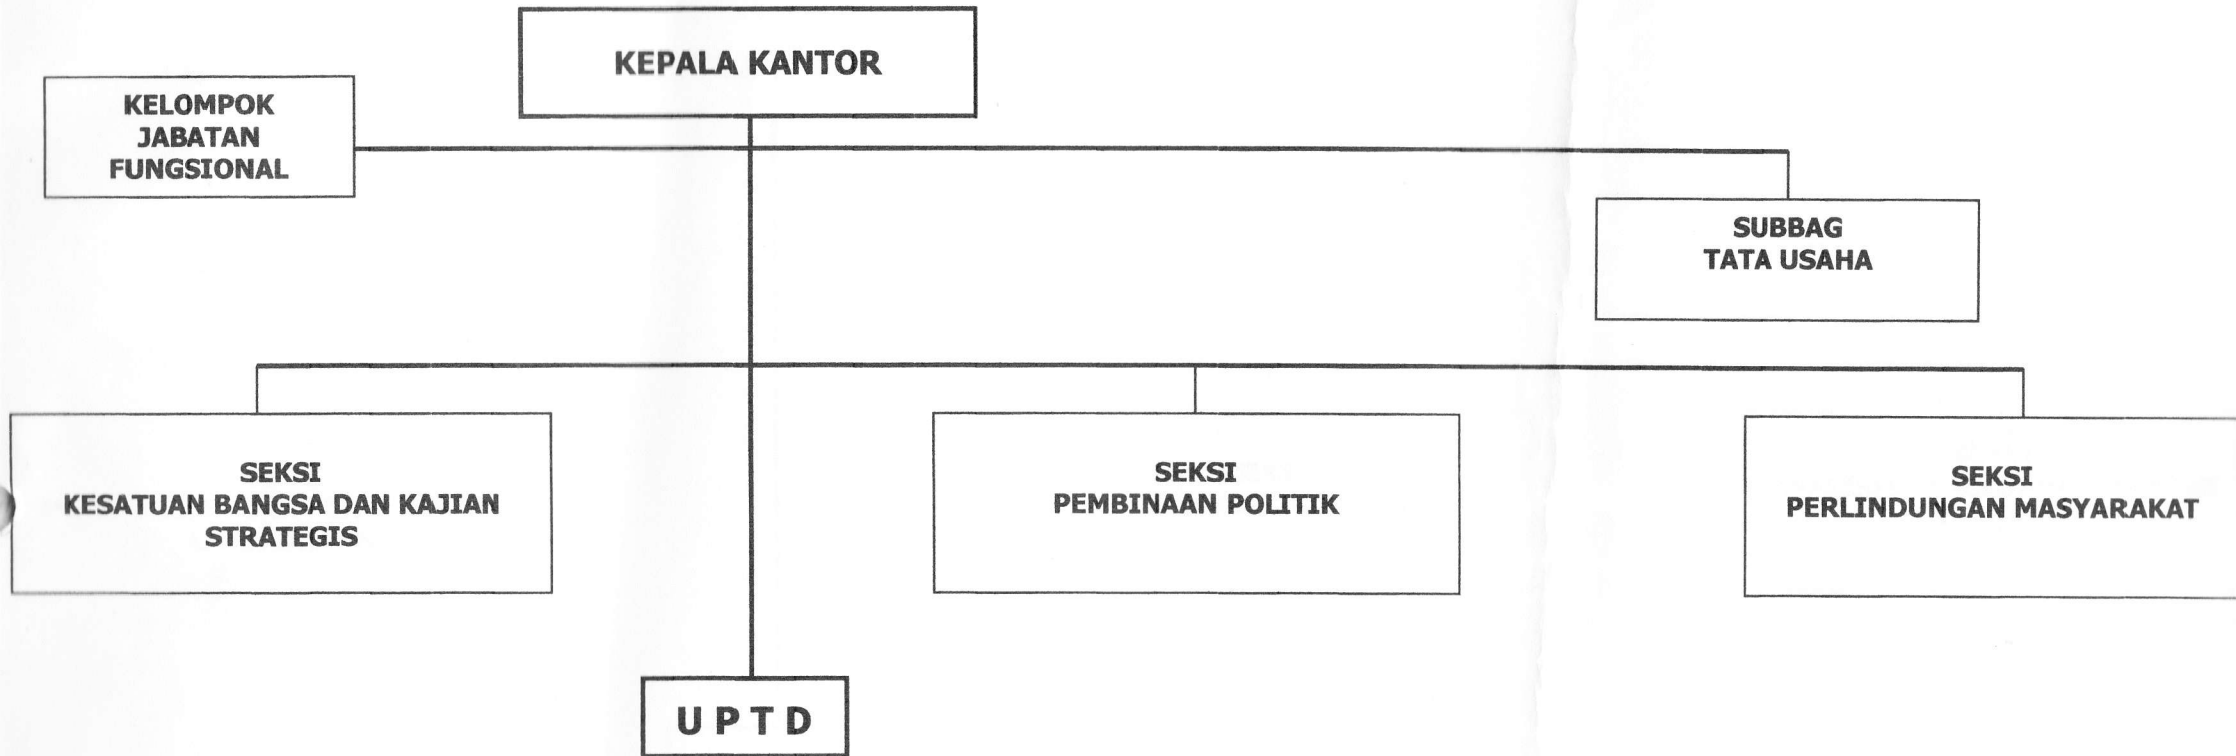 KEPALA KANTOR
KELOMPOK
JABATAN
FUNGSIONAL
SUBBAG
TATA USAHA
SEKSI
KESATUAN BANGSA DAN KAJIAN
STRATEGIS
SEKSI
PEMBINAAN POLITIK
SEKSI
PERLINDUNGAN MASYARAKAT
U P T D